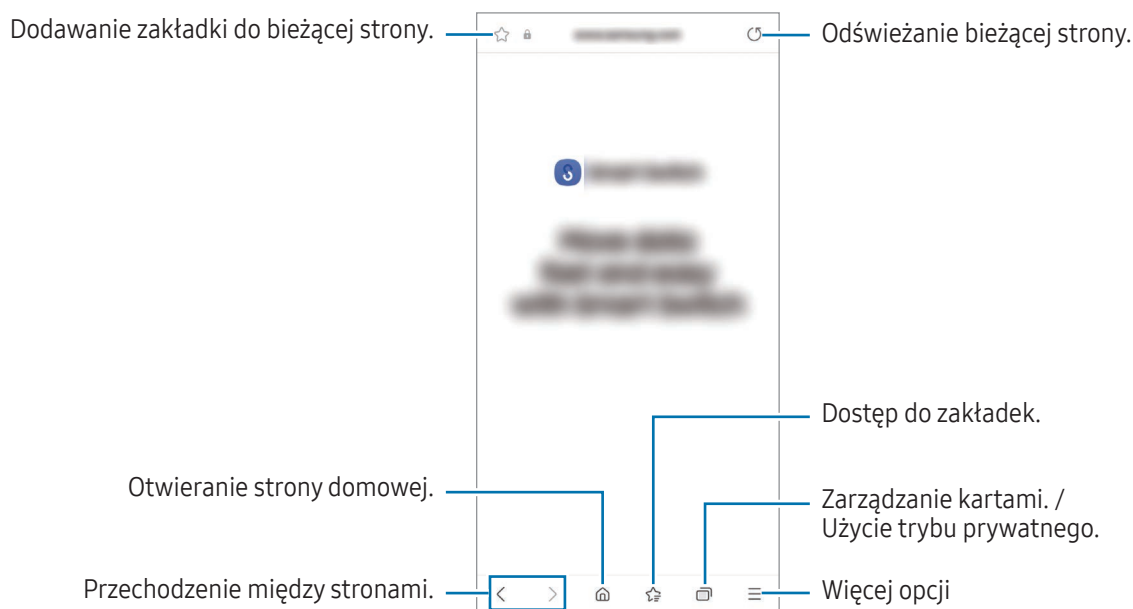 Dodawanie zakładki do bieżącej strony.
Odświeżanie bieżącej strony.
Dostęp do zakładek.
Otwieranie strony domowej.
Zarządzanie kartami. /
Użycie trybu prywatnego.
Przechodzenie między stronami.
Więcej opcji